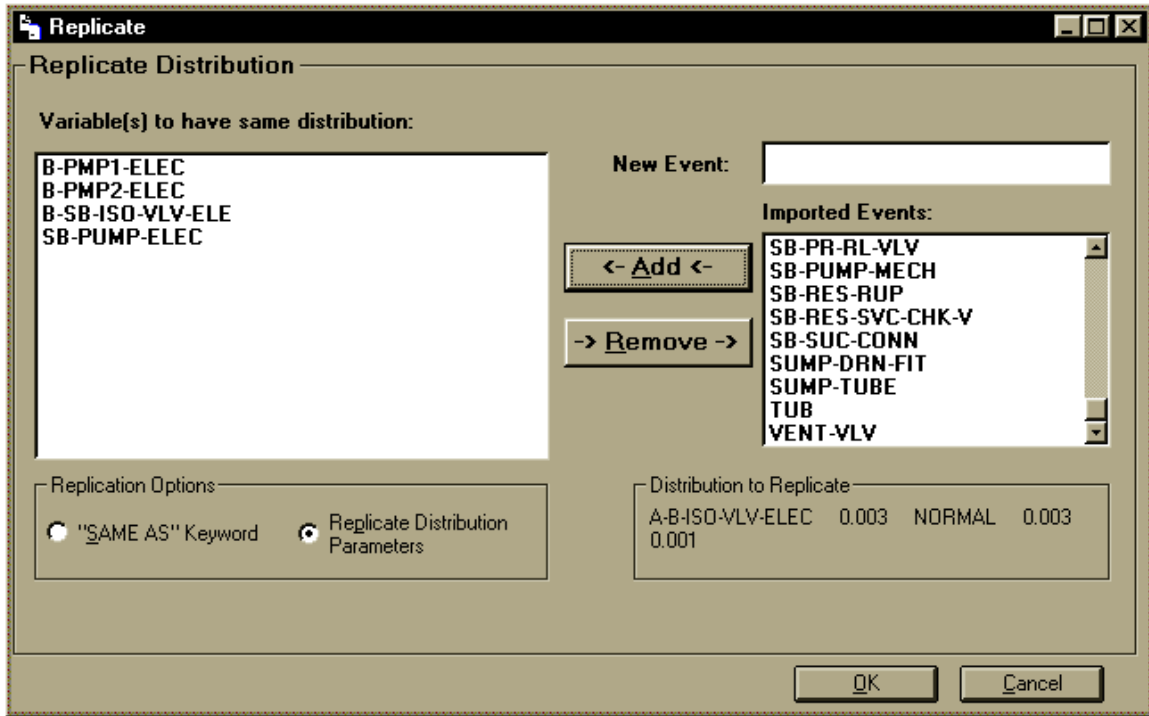 Replicate
Replicate Distribution
Variable(s) to have same distribution:
B-PMP1-ELEC
B-PMP2-ELEC
B-SB-ISO-VLV-ELE
SB-PUMP-ELEC
New Event:
Imported Events:
<- Add <-
-> Remove ->
SB-PR-RL-VLV
SB-PUMP-MECH
SB-RES-RUP
SB-RES-SVC-CHK-V
SB-SUC-CONN
SUMP-DRN-FIT
SUMP-TUBE
TUB
VENT-VLV
Replication Options
"SAME AS" Keyword
Replicate Distribution
Parameters
Distribution to Replicate
A-B-ISO-VLV-ELEC 0.003 NORMAL 0.003
0.001
OK
Cancel